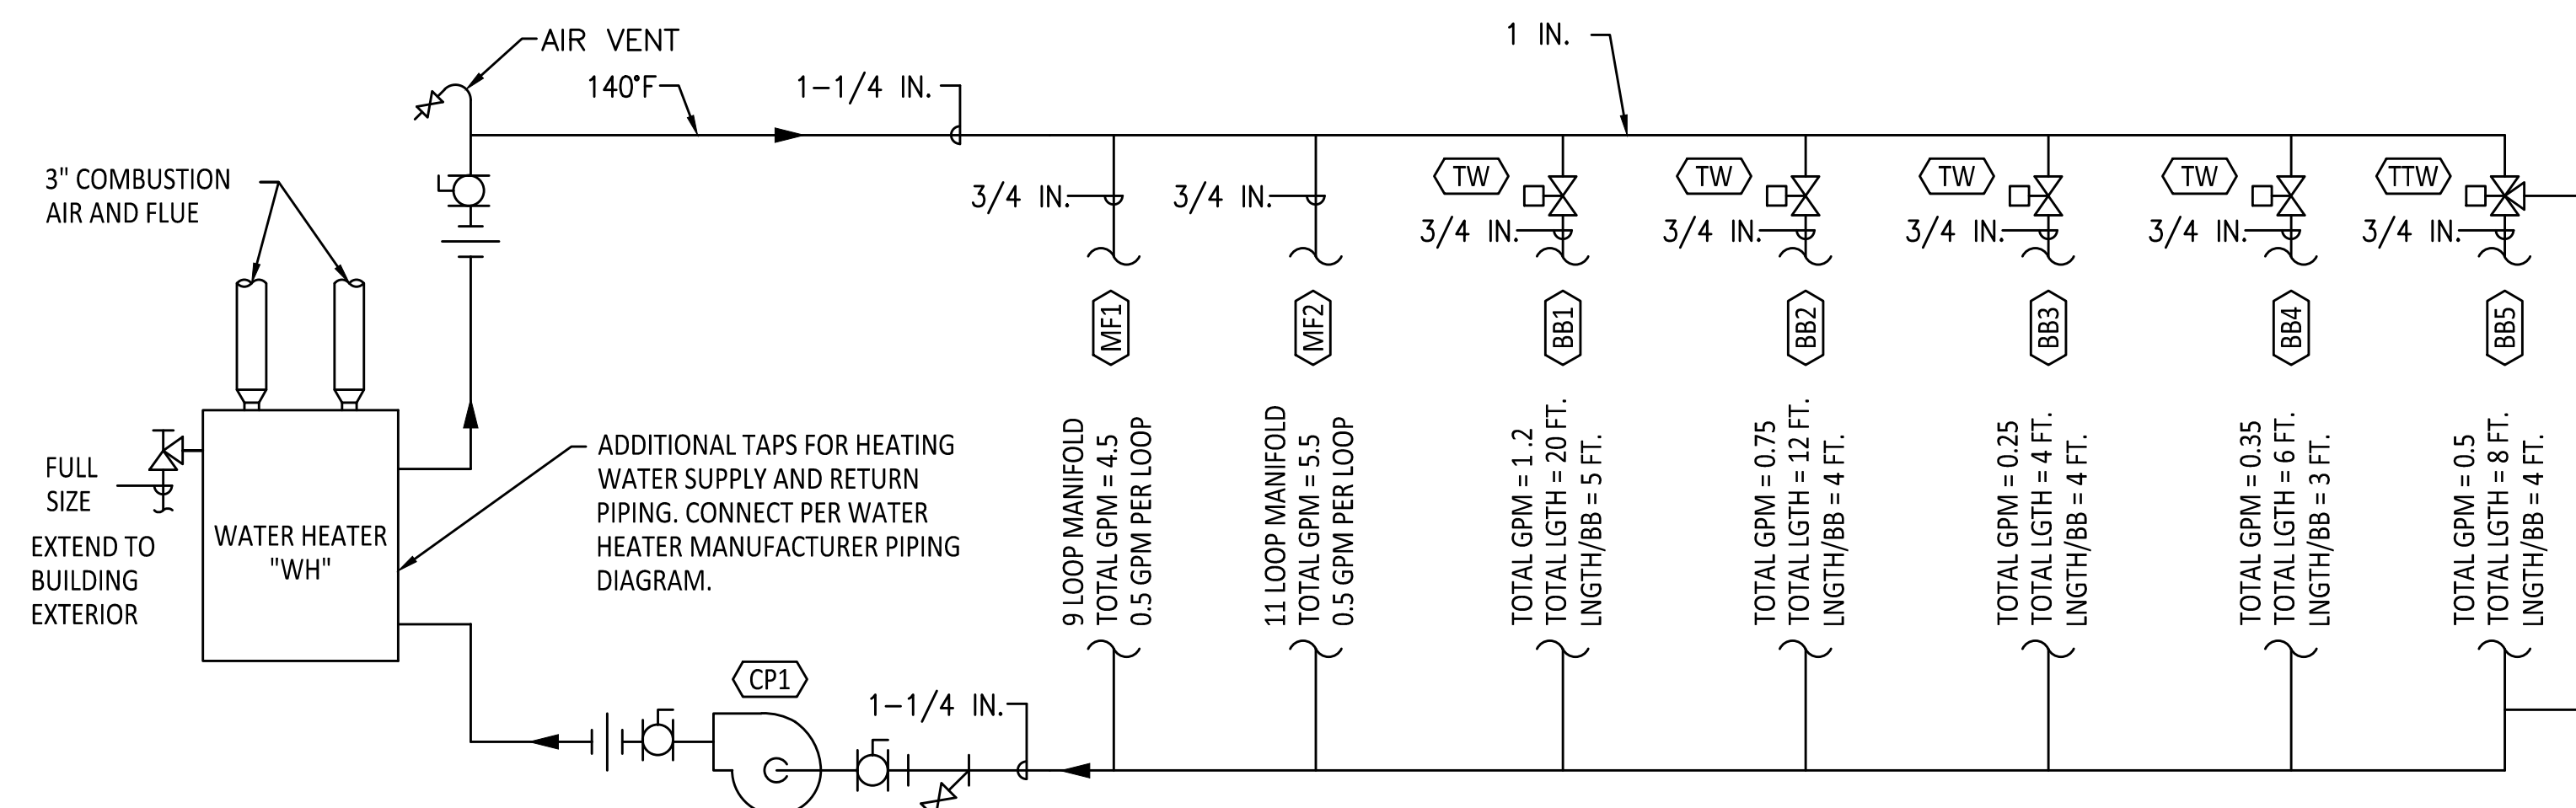 AIR VENT
140°F
1-1/4 IN.
1 IN.
3" COMBUSTION
AIR AND FLUE
3/4 IN.
3/4 IN.
TW
3/4 IN.
TW
3/4 IN.
TW
3/4 IN.
TW
3/4 IN.
TTW
3/4 IN.
MF1
MF2
BB1
BB2
BB3
BB4
BB5
FULL
SIZE
EXTEND TO
BUILDING
EXTERIOR
WATER HEATER
"WH"
ADDITIONAL TAPS FOR HEATING
WATER SUPPLY AND RETURN
PIPING. CONNECT PER WATER
HEATER MANUFACTURER PIPING
DIAGRAM.
9 LOOP MANIFOLD
TOTAL GPM = 4.5
0.5 GPM PER LOOP
11 LOOP MANIFOLD
TOTAL GPM = 5.5
0.5 GPM PER LOOP
TOTAL GPM = 1.2
TOTAL LGTH = 20 FT.
LNGTH/BB = 5 FT.
TOTAL GPM = 0.75
TOTAL LGTH = 12 FT.
LNGTH/BB = 4 FT.
TOTAL GPM = 0.25
TOTAL LGTH = 4 FT.
LNGTH/BB = 4 FT.
TOTAL GPM = 0.35
TOTAL LGTH = 6 FT.
LNGTH/BB = 3 FT.
TOTAL GPM = 0.5
TOTAL LGTH = 8 FT.
LNGTH/BB = 4 FT.
CP1
1-1/4 IN.